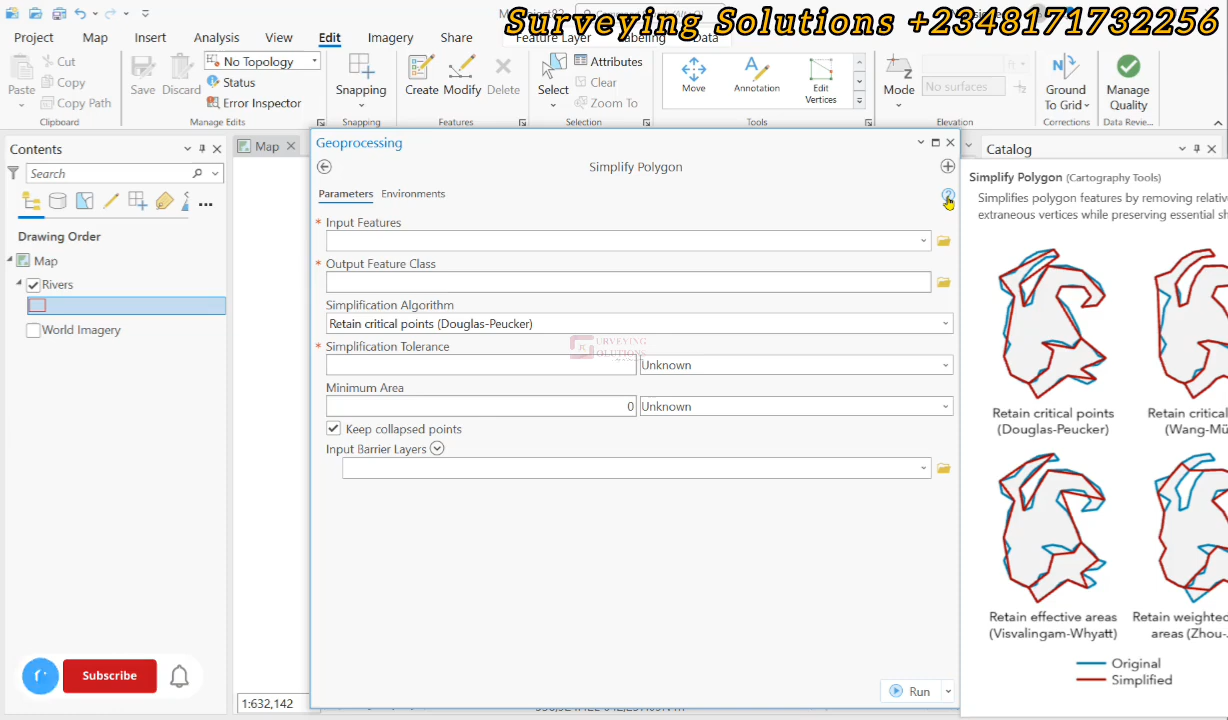 Surveying Solutions +2348171732256
Project Map Insert Analysis View Edit Imagery Share Feature Layer Labeling Data
Paste
Cut
Copy
Copy Path
Clipboard
Save
Discard
No Topology
Status
Error Inspector
Manage Edits
Snapping
Snapping
Create
Modify
Delete
Features
Select
Attributes
Clear
Zoom To
Selection
Move
Annotation
Edit
Vertices
Tools
Mode
No surfaces
Elevation
Ground
To Grid
Corrections
Manage
Quality
Data Revie...
Contents
Search
Drawing Order
Map
Rivers
World Imagery
Subscribe
Map
1:632,142
Geoprocessing
Simplify Polygon
Parameters Environments
* Input Features
* Output Feature Class
Simplification Algorithm
Retain critical points (Douglas-Peucker)
* Simplification Tolerance
Unknown
Minimum Area
0 Unknown
Keep collapsed points
Input Barrier Layers
Run
URVEYING
OLUTIONS
Catalog
Simplify Polygon (Cartography Tools)
Simplifies polygon features by removing relative
extraneous vertices while preserving essential sh
Retain critical points
(Douglas-Peucker)
Retain critical
(Wang-Mü
Retain effective areas
(Visvalingam-Whyatt)
Retain weighted
areas (Zhou-
Original
Simplified